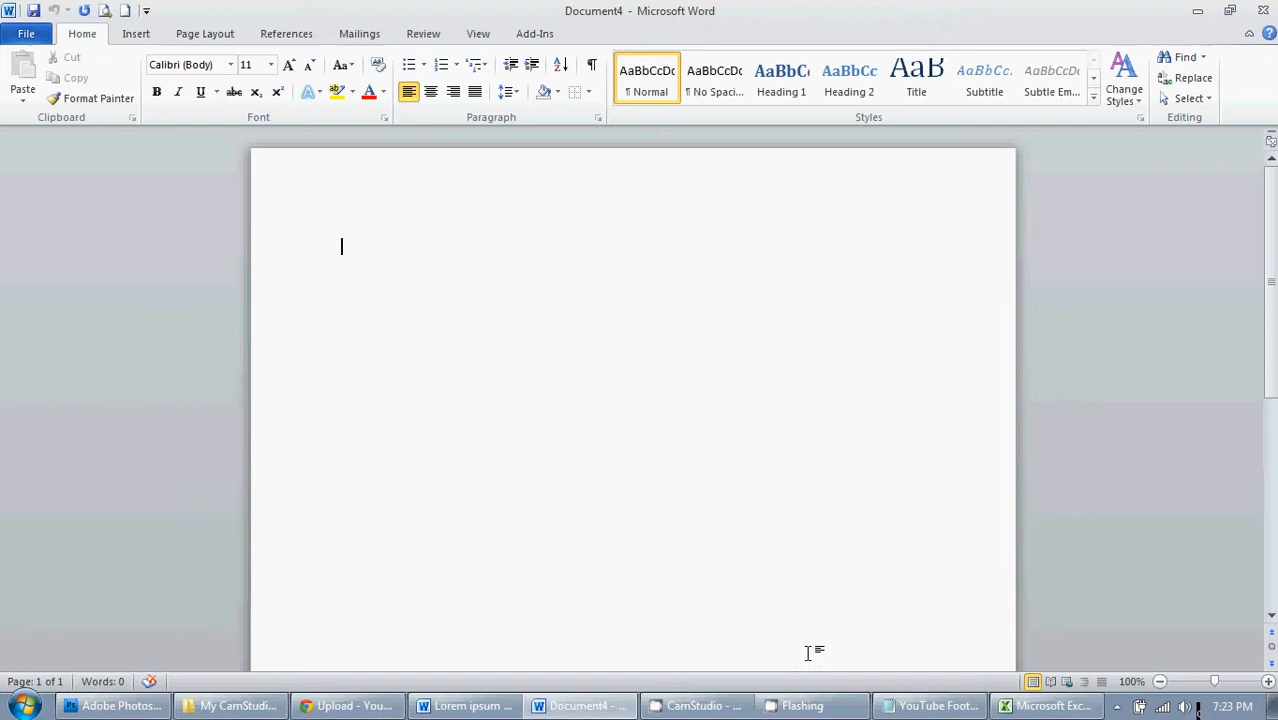 Document4 - Microsoft Word
File Home Insert Page Layout References Mailings Review View Add-Ins
Paste
Cut
Copy
Format Painter
Clipboard
Calibri (Body) 11
Font
Paragraph
AaBbCcDc AaBbCcDc AaBbC AaBbCc AaB AaBbCc. AaBbCcDc
¶ Normal ¶ No Spaci... Heading 1 Heading 2 Title Subtitle Subtle Em...
Change Styles
Styles
Find
Replace
Select
Editing
Page: 1 of 1 Words: 0 100%
Adobe Photos... My CamStudi... Upload - You... Lorem ipsum ... Document4 - ... CamStudio - ... Flashing YouTube Foot... Microsoft Exc... 7:23 PM